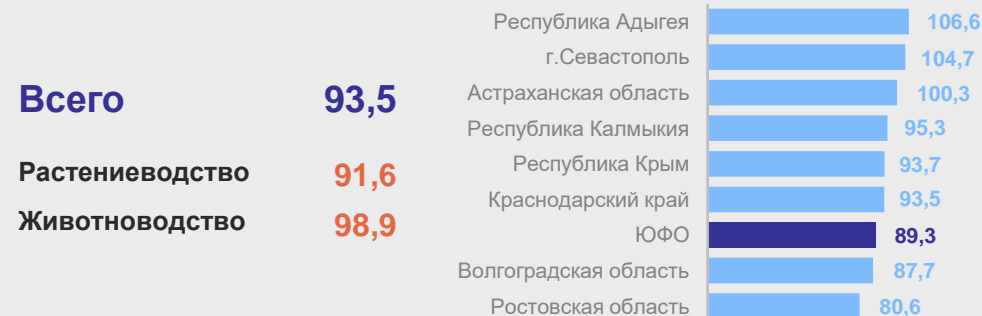 Всего 93,5
Растениеводство 91,6
Животноводство 98,9
Республика Адыгея 106,6
г.Севастополь 104,7
Астраханская область 100,3
Республика Калмыкия 95,3
Республика Крым 93,7
Краснодарский край 93,5
ЮФО 89,3
Волгоградская область 87,7
Ростовская область 80,6